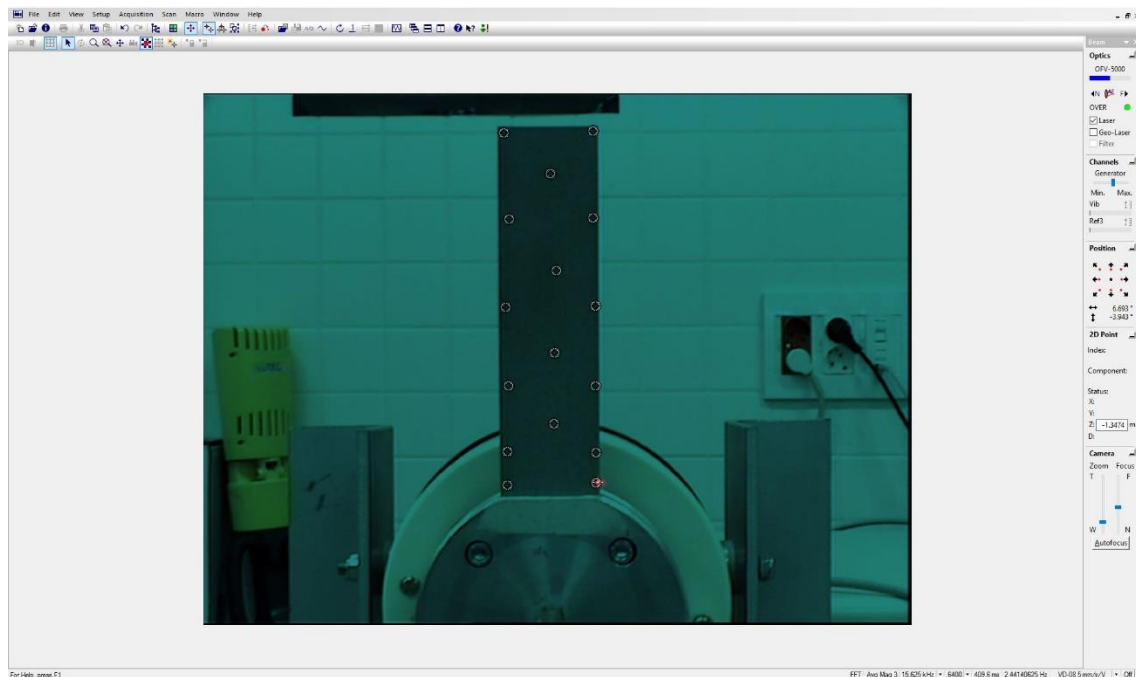 File Edit View Setup Acquisition Scan Macro Window Help
Beam
Optics
OFV-5000
N F
OVER
Laser
Geo-Laser
Filter
Channels
Generator
Min. Max.
Vib
Ref3
Position
6.693 °
-3.943 °
2D Point
Index:
Component:
Status:
X:
Y:
Z: -1.3474 m
D:
Camera
Zoom Focus
T F
W N
Autofocus
For Help, press F1
FFT Avg Mag 3 15.625 kHz 6400 409.6 ms 2.44140625 Hz VD-08 5 mm/s/V Off